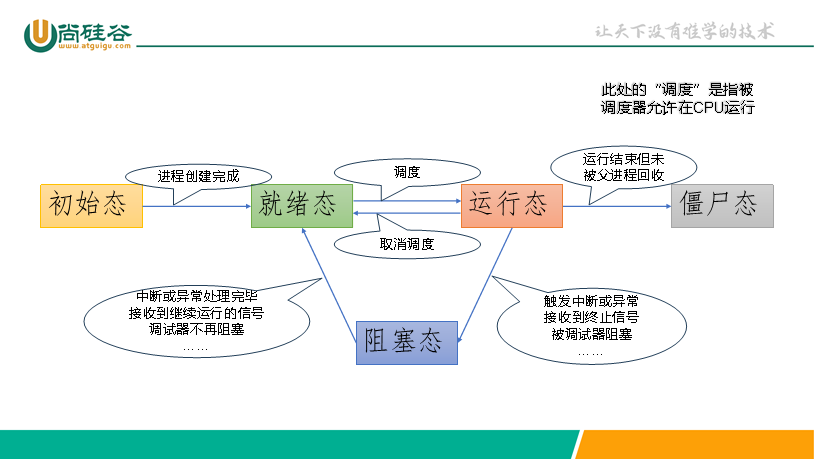 尚硅谷
www.atguigu.com
让天下没有难学的技术
此处的“调度”是指被
调度器允许在CPU运行
进程创建完成
调度
运行结束但未
被父进程回收
初始态
就绪态
运行态
僵尸态
取消调度
中断或异常处理完毕
接收到继续运行的信号
调试器不再阻塞
……
触发中断或异常
接收到终止信号
被调试器阻塞
……
阻塞态